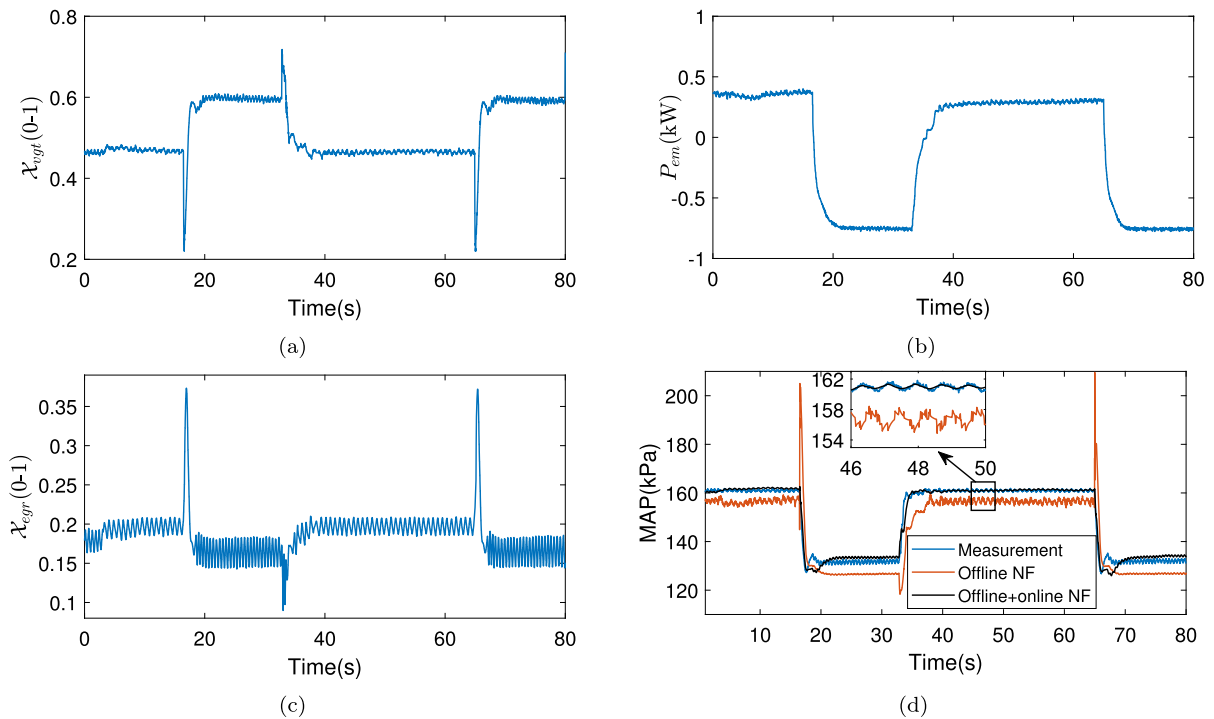 0.8
0.6
0.4
0.2
𝒳vgt(0-1)
0 20 40 60 80
Time(s)
(a)
1
0.5
0
-0.5
-1
Pem(kW)
0 20 40 60 80
Time(s)
(b)
0.35
0.3
0.25
0.2
0.15
0.1
𝒳egr(0-1)
0 20 40 60 80
Time(s)
(c)
200
180
160
140
120
MAP(kPa)
162
158
154
46 48 50
Measurement
Offline NF
Offline+online NF
10 20 30 40 50 60 70 80
Time(s)
(d)